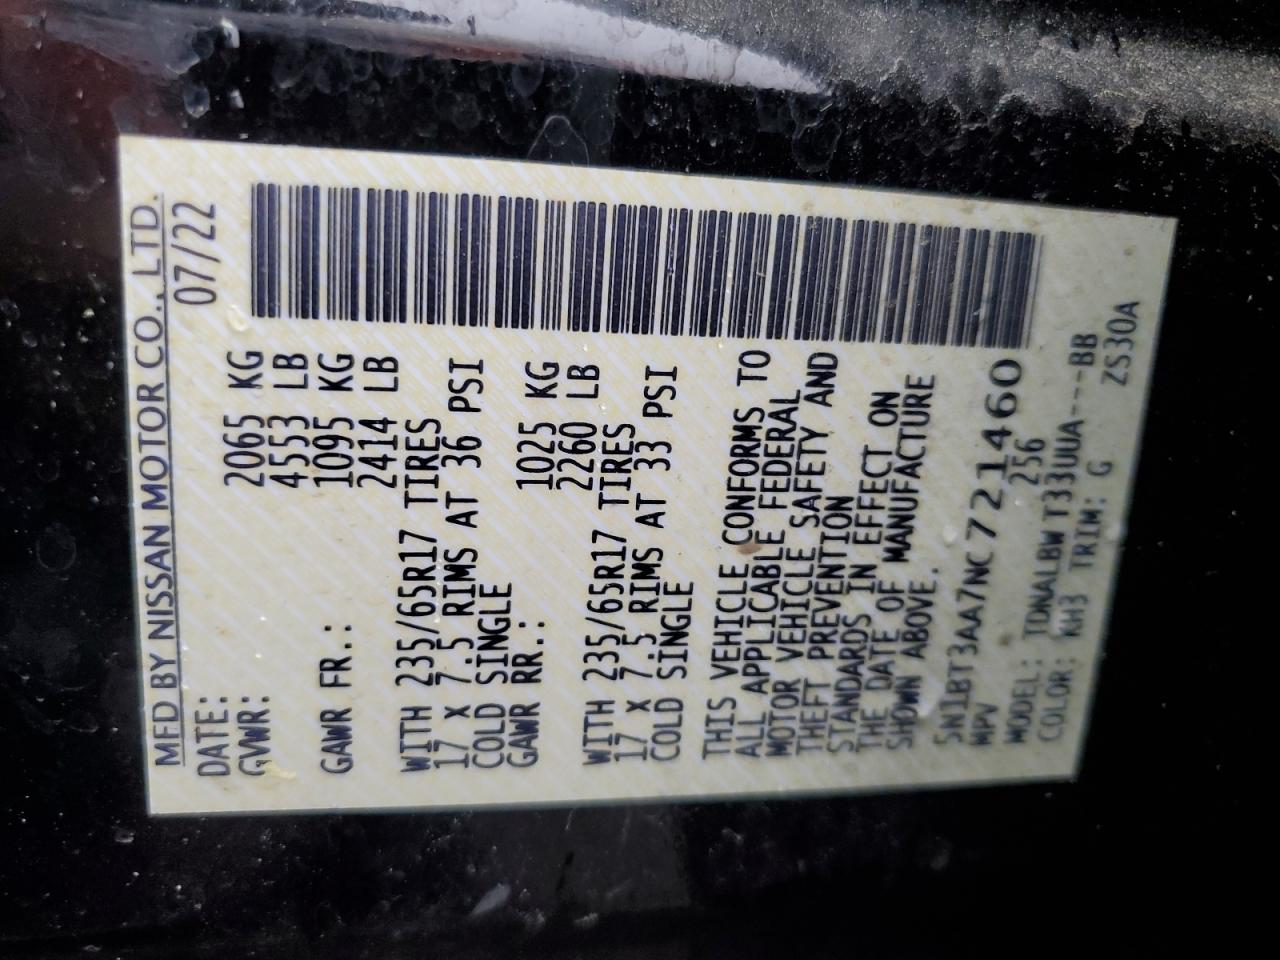 MFD BY NISSAN MOTOR CO., LTD.
DATE: 07/22
GVWR: 2065 KG
4553 LB
GAWR FR.: 1095 KG
2414 LB
WITH 235/65R17 TIRES
17 X 7.5 RIMS AT 36 PSI
COLD SINGLE
GAWR RR.: 1025 KG
2260 LB
WITH 235/65R17 TIRES
17 X 7.5 RIMS AT 33 PSI
COLD SINGLE
THIS VEHICLE CONFORMS TO
ALL APPLICABLE FEDERAL
MOTOR VEHICLE SAFETY AND
THEFT PREVENTION
STANDARDS IN EFFECT ON
THE DATE OF MANUFACTURE
SHOWN ABOVE.
5N1BT3AA7NC721460
MPV 256
MODEL: TDNALBW T33UUA---BB
COLOR: KH3 TRIM: G ZS30A